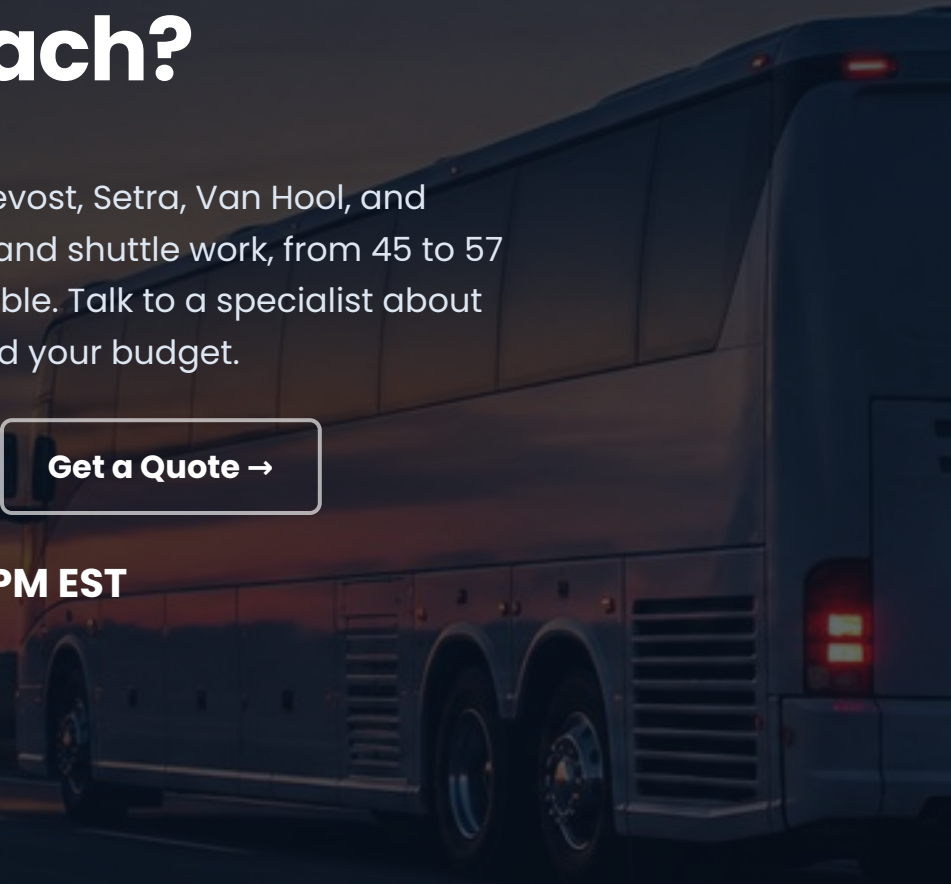 ach?
evost, Setra, Van Hool, and
and shuttle work, from 45 to 57
ble. Talk to a specialist about
d your budget.
Get a Quote →
PM EST